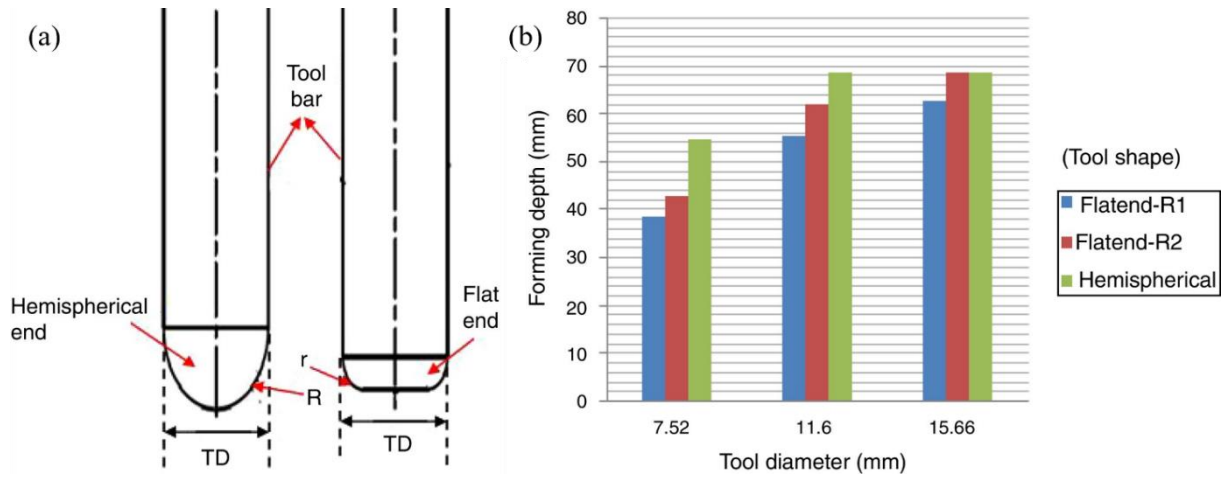 (a)
Tool
bar
Hemispherical
end
Flat
end
r
R
TD
TD
(b)
Forming depth (mm)
80
70
60
50
40
30
20
10
0
7.52
11.6
15.66
Tool diameter (mm)
(Tool shape)
Flatend-R1
Flatend-R2
Hemispherical